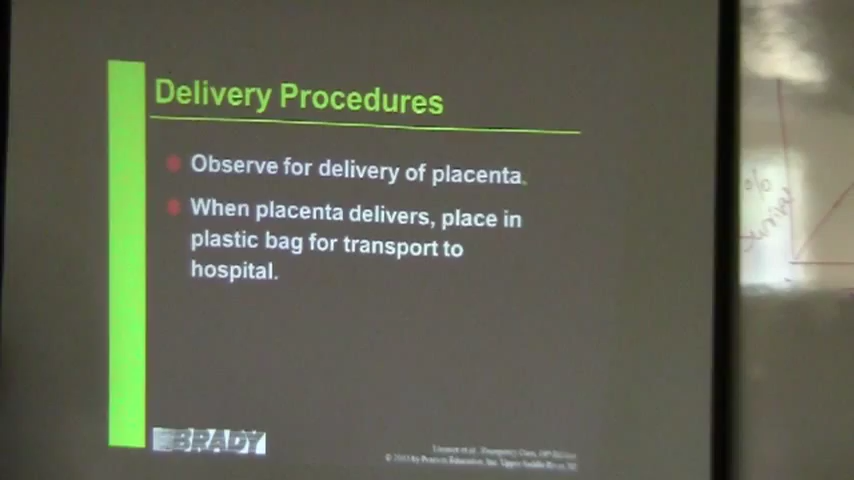 Delivery Procedures
Observe for delivery of placenta.
When placenta delivers, place in
plastic bag for transport to
hospital.
BRADY
% 
Survival